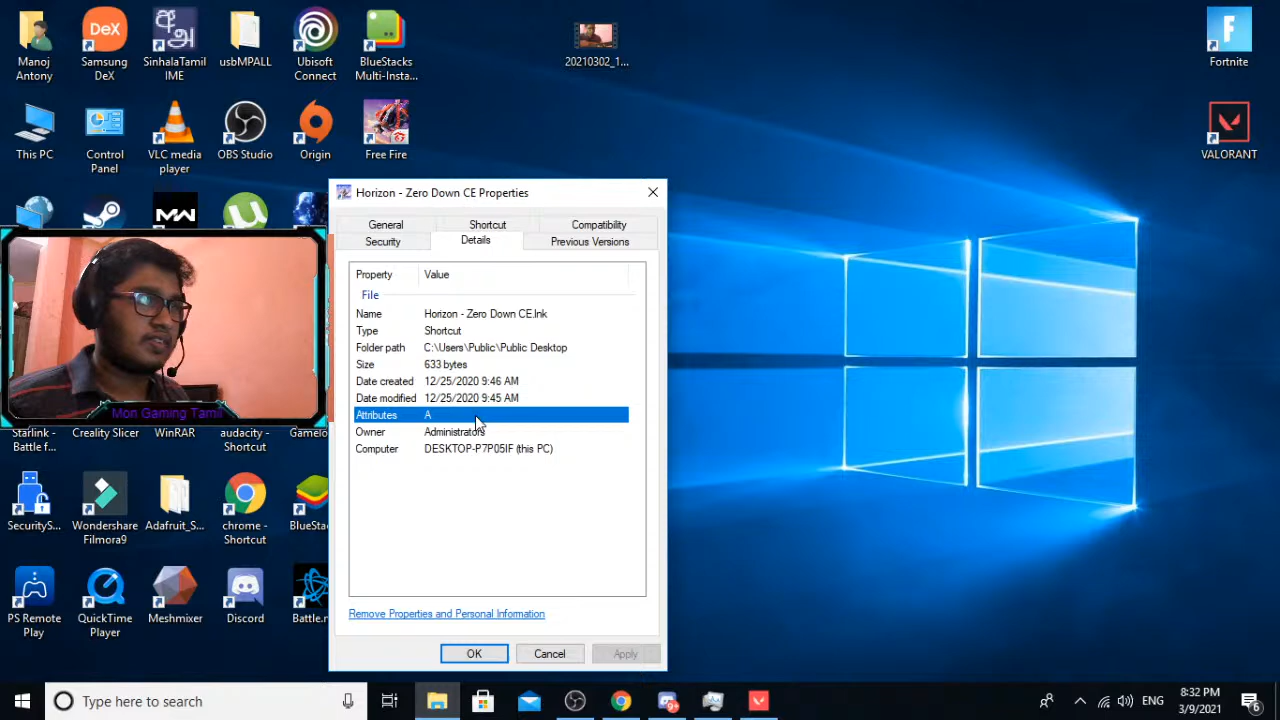 Manoj Antony
Samsung DeX
SinhalaTamil IME
usbMPALL
Ubisoft Connect
BlueStacks Multi-Insta...
20210302_1...
Fortnite
This PC
Control Panel
VLC media player
OBS Studio
Origin
Free Fire
VALORANT
Horizon - Zero Down CE Properties
General
Shortcut
Compatibility
Security
Details
Previous Versions
Property Value
File
Name Horizon - Zero Down CE.lnk
Type Shortcut
Folder path C:\Users\Public\Public Desktop
Size 633 bytes
Date created 12/25/2020 9:46 AM
Date modified 12/25/2020 9:45 AM
Attributes A
Owner Administrators
Computer DESKTOP-P7P05IF (this PC)
Remove Properties and Personal Information
OK
Cancel
Apply
Mon Gaming Tamil
Starlink - Battle f...
Creality Slicer
WinRAR
audacity - Shortcut
Gamelo
SecurityS...
Wondershare Filmora9
Adafruit_S...
chrome - Shortcut
BlueSta
PS Remote Play
QuickTime Player
Meshmixer
Discord
Battle.n
Type here to search
ENG
8:32 PM
3/9/2021
6